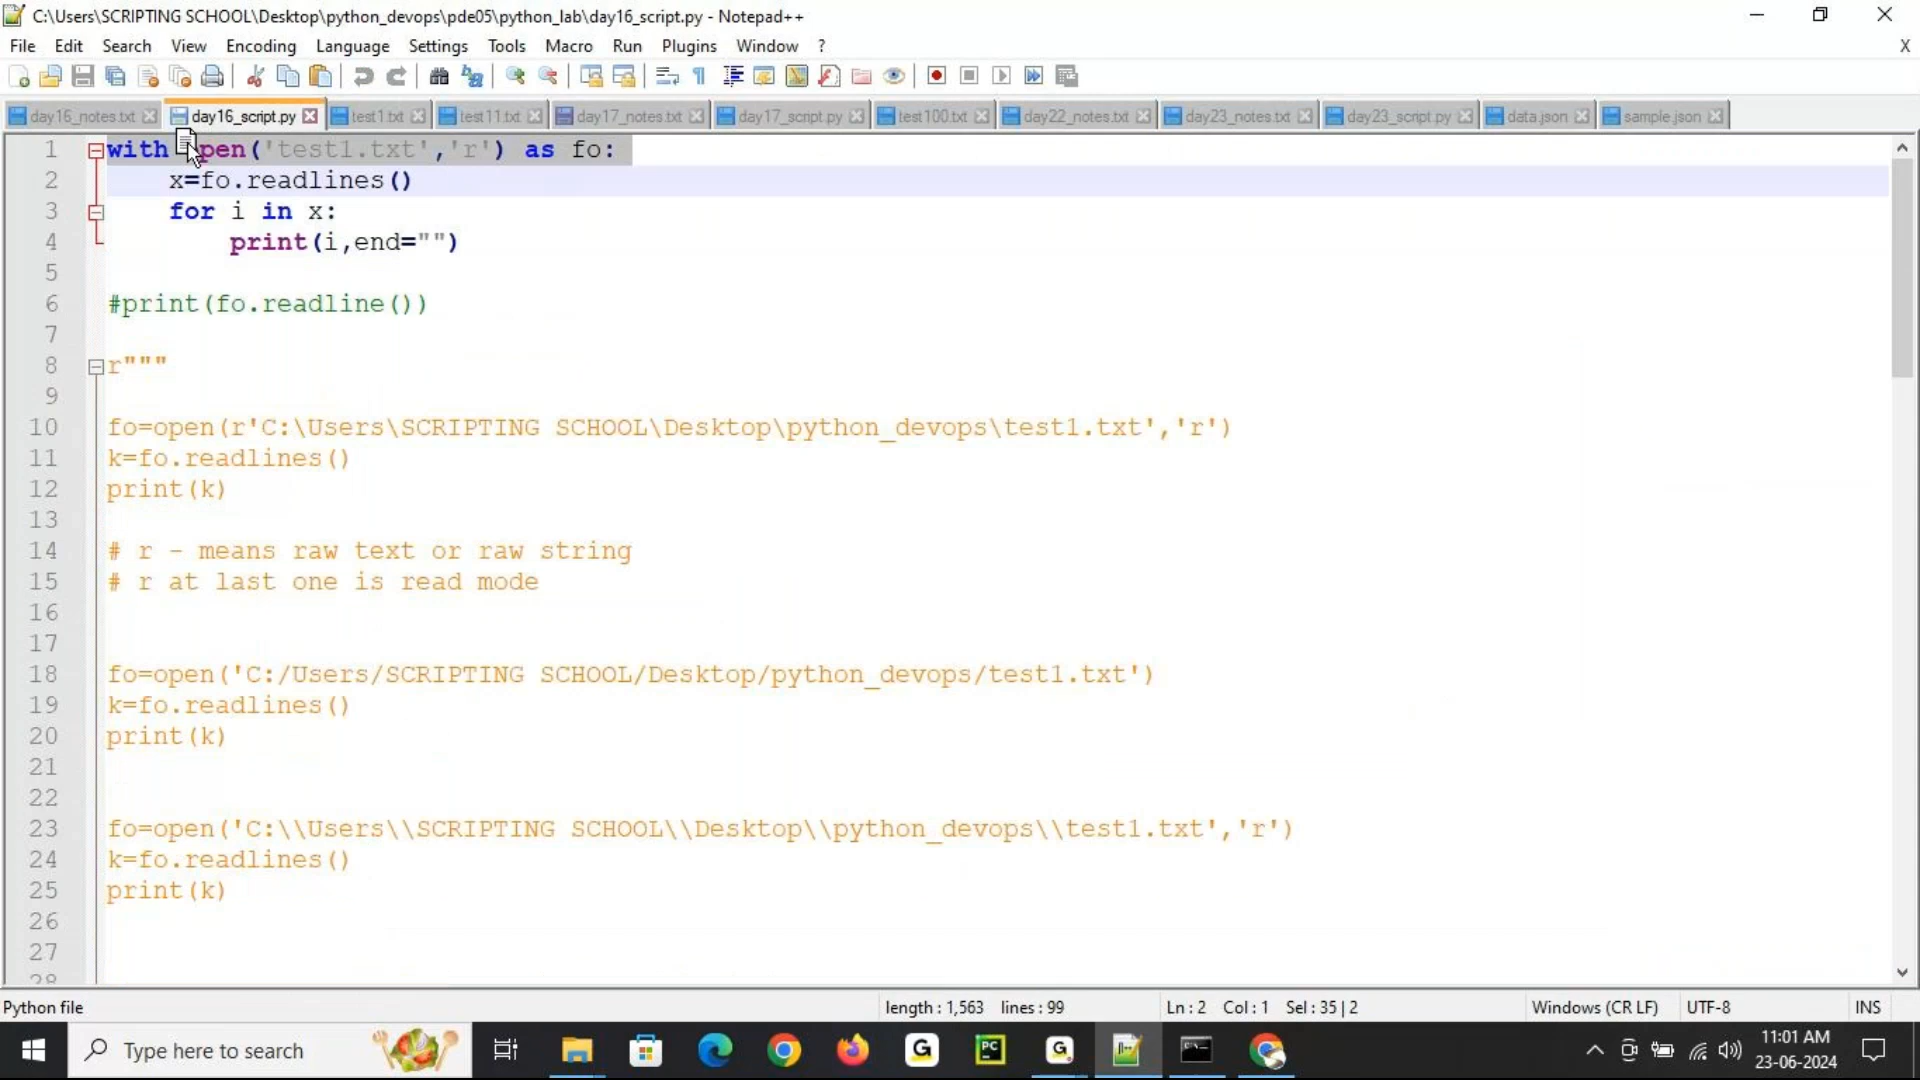 C:\Users\SCRIPTING SCHOOL\Desktop\python_devops\pde05\python_lab\day16_script.py - Notepad++
File Edit Search View Encoding Language Settings Tools Macro Run Plugins Window ? X
day16_notes.txt day16_script.py test1.txt test11.txt day17_notes.txt day17_script.py test100.txt day22_notes.txt day23_notes.txt day23_script.py data.json sample.json
1 with open('test1.txt','r') as fo:
2 x=fo.readlines()
3 for i in x:
4 print(i,end="")
5
6 #print(fo.readline())
7
8 r"""
9
10 fo=open(r'C:\Users\SCRIPTING SCHOOL\Desktop\python_devops\test1.txt','r')
11 k=fo.readlines()
12 print(k)
13
14 # r - means raw text or raw string
15 # r at last one is read mode
16
17
18 fo=open('C:/Users/SCRIPTING SCHOOL/Desktop/python_devops/test1.txt')
19 k=fo.readlines()
20 print(k)
21
22
23 fo=open('C:\\Users\\SCRIPTING SCHOOL\\Desktop\\python_devops\\test1.txt','r')
24 k=fo.readlines()
25 print(k)
26
27
28
Python file length : 1,563 lines : 99 Ln : 2 Col : 1 Sel : 35 | 2 Windows (CR LF) UTF-8 INS
Type here to search 11:01 AM
23-06-2024